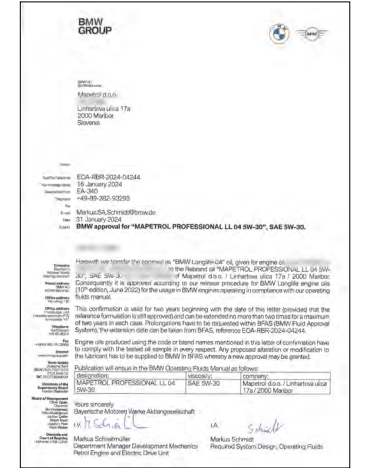 BMW
GROUP
Mapetrol d.o.o.
Linhartova ulica 17a
2000 Maribor
Slovenia
EOA-RBR-2024-04244
16 January 2024
EA-340
+49-89-382-93293
Markus.SA.Schmidt@bmw.de
31 January 2024
BMW approval for "MAPETROL PROFESSIONAL LL 04 5W-30", SAE 5W-30.
Herewith we transfer the approval as "BMW Longlife-04" oil, given for engine oil
to the Rebrand oil "MAPETROL PROFESSIONAL LL 04 5W-
30", SAE 5W-30 of Mapetrol d.o.o. / Linhartova ulica 17a / 2000 Maribor.
Consequently it is approved according to our release procedure for BMW Longlife engine oils
(10th edition, June 2022) for the usage in BMW engines operating in compliance with our operating
fluids manual.
This confirmation is valid for two years beginning with the date of this letter (provided that the
reference formulation is still approved) and can be extended no more than two times for a maximum
of two years in each case. Prolongations have to be requested within BFAS (BMW Fluid Approval
System), the extension date can be taken from BFAS, reference EOA-RBR-2024-04244.
Engine oils produced using the code or brand names mentioned in this letter of confirmation have
to comply with the tested oil sample in every respect. Any proposed alteration or modification to
the lubricant has to be supplied to BMW in BFAS whereby a new approval may be granted.
Publication will ensue in the BMW Operating Fluids Manual as follows:
designation: viscosity: company:
MAPETROL PROFESSIONAL LL 04 5W-30 SAE 5W-30 Mapetrol d.o.o. / Linhartova ulica 17a / 2000 Maribor
Yours sincerely
Bayerische Motoren Werke Aktiengesellschaft
i.V. i.A.
Markus Schreitmüller Markus Schmidt
Department Manager Development Mechanics Required System Design, Operating Fluids
Petrol Engine and Electric Drive Unit